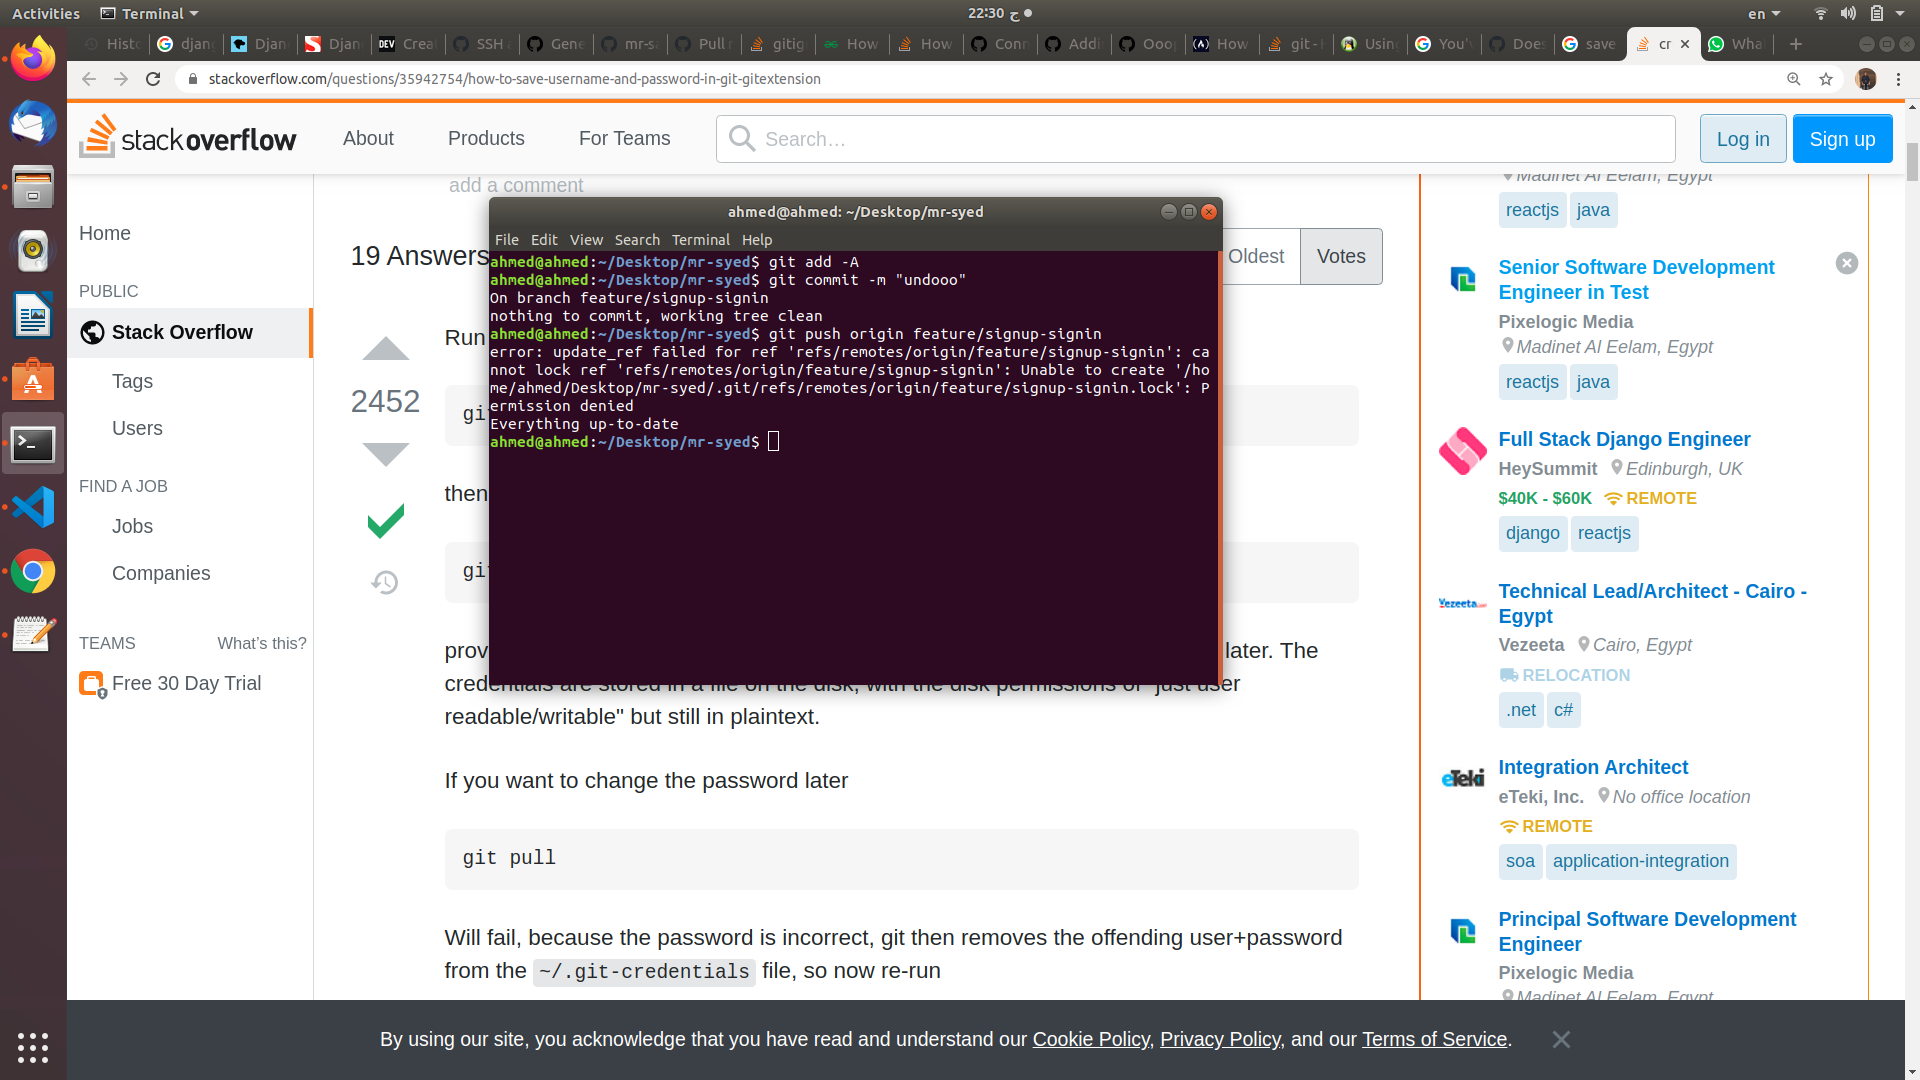 Activities
Terminal
22:30 ح
en
Histo
djan
Djan
Djan
DEV
Crea
SSH
Gene
mr-sa
Pull r
gitig
How
How
Conn
Addi
Ooop
How
git - H
Using
You'v
Does
save
cr
Wha
stackoverflow.com/questions/35942754/how-to-save-username-and-password-in-git-gitextension
stackoverflow
About
Products
For Teams
Search…
Log in
Sign up
add a comment
19 Answers
Oldest
Votes
Home
PUBLIC
Stack Overflow
Tags
Users
FIND A JOB
Jobs
Companies
TEAMS
What's this?
Free 30 Day Trial
2452
Run
then
ahmed@ahmed: ~/Desktop/mr-syed
File Edit View Search Terminal Help
ahmed@ahmed:~/Desktop/mr-syed$ git add -A
ahmed@ahmed:~/Desktop/mr-syed$ git commit -m "undooo"
On branch feature/signup-signin
nothing to commit, working tree clean
ahmed@ahmed:~/Desktop/mr-syed$ git push origin feature/signup-signin
error: update_ref failed for ref 'refs/remotes/origin/feature/signup-signin': ca
nnot lock ref 'refs/remotes/origin/feature/signup-signin': Unable to create '/ho
me/ahmed/Desktop/mr-syed/.git/refs/remotes/origin/feature/signup-signin.lock': P
ermission denied
Everything up-to-date
ahmed@ahmed:~/Desktop/mr-syed$
prov later. The
credentials are stored in a file on the disk, with the disk permissions of "just user
readable/writable" but still in plaintext.
If you want to change the password later
git pull
Will fail, because the password is incorrect, git then removes the offending user+password
from the ~/.git-credentials file, so now re-run
Madinet Al Eelam, Egypt
reactjs java
Senior Software Development
Engineer in Test
Pixelogic Media
Madinet Al Eelam, Egypt
reactjs java
Full Stack Django Engineer
HeySummit Edinburgh, UK
$40K - $60K REMOTE
django reactjs
Vezeeta.com
Technical Lead/Architect - Cairo -
Egypt
Vezeeta Cairo, Egypt
RELOCATION
.net c#
eTeki
Integration Architect
eTeki, Inc. No office location
REMOTE
soa application-integration
Principal Software Development
Engineer
Pixelogic Media
Madinet Al Eelam, Egypt
By using our site, you acknowledge that you have read and understand our Cookie Policy, Privacy Policy, and our Terms of Service.